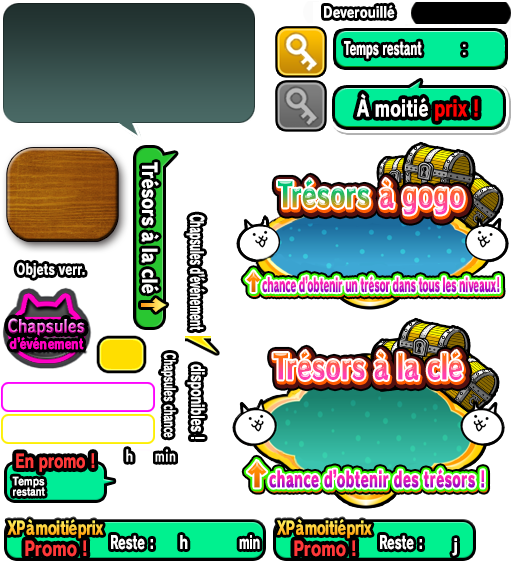 Deverouillé
Temps restant :
À moitié prix !
Trésors à la clé
Chapsules d'événement
disponibles !
Trésors à gogo
chance d'obtenir un trésor dans tous les niveaux!
Objets verr.
Chapsules
d'événement
Chapsules chance
Trésors à la clé
chance d'obtenir des trésors !
h min
En promo !
Temps
restant
XP à moitié prix
Promo ! Reste : h min
XP à moitié prix
Promo ! Reste : j